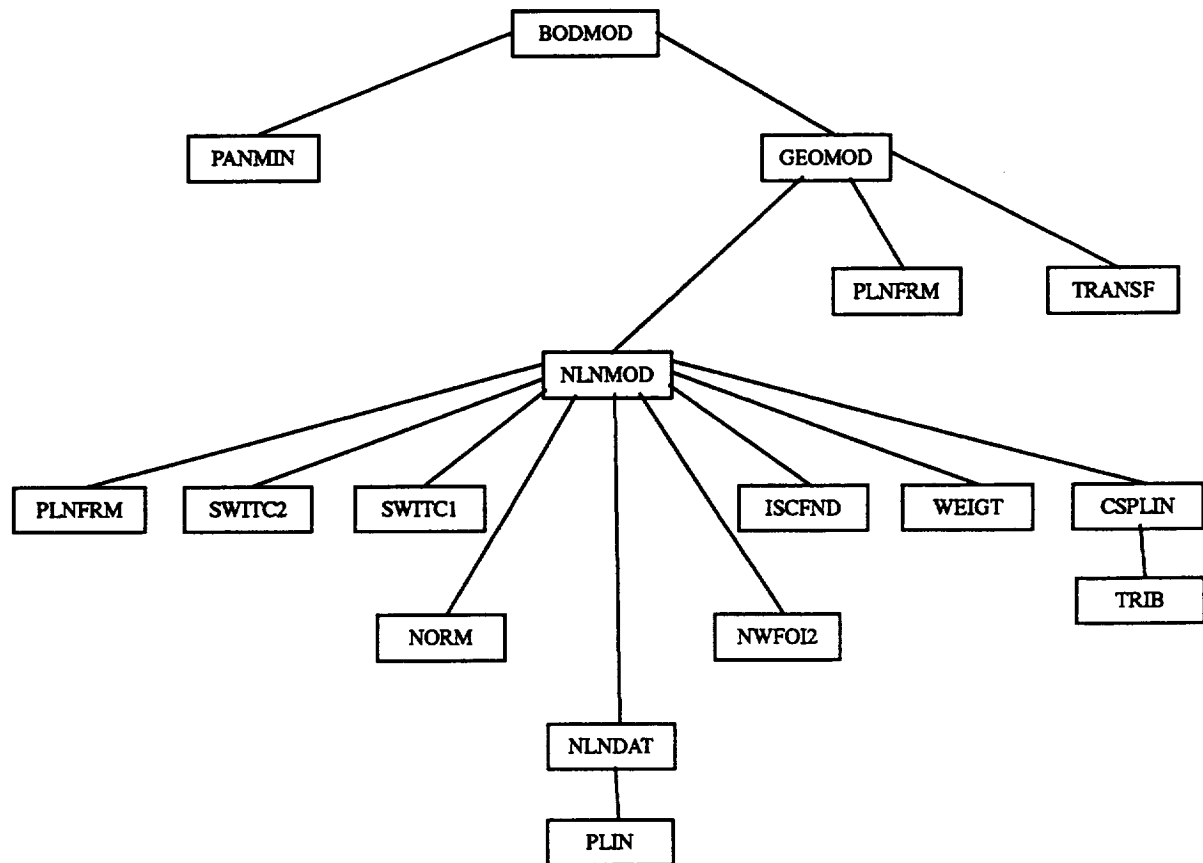 BODMOD
PANMIN
GEOMOD
PLNFRM
TRANSF
NLNMOD
PLNFRM
SWITC2
SWITC1
ISCFND
WEIGT
CSPLIN
TRIB
NORM
NWFOI2
NLNDAT
PLIN